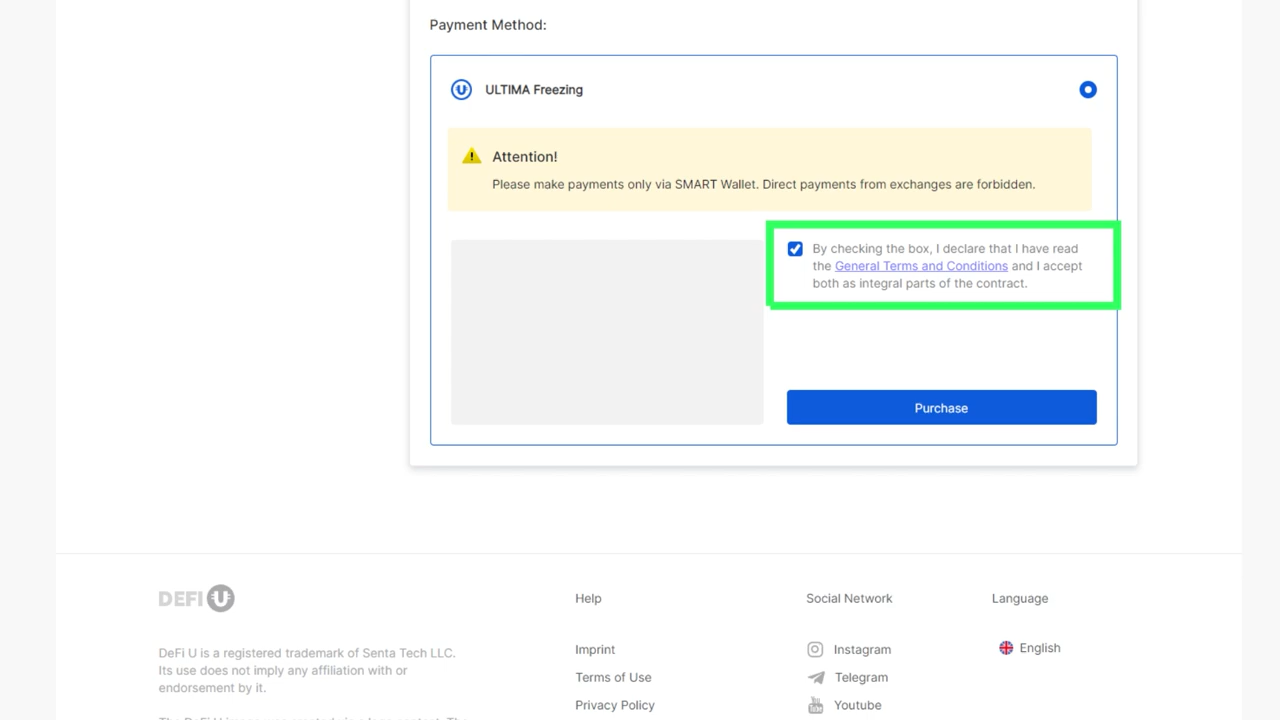 Payment Method:
ULTIMA Freezing
Attention!
Please make payments only via SMART Wallet. Direct payments from exchanges are forbidden.
By checking the box, I declare that I have read
the General Terms and Conditions and I accept
both as integral parts of the contract.
Purchase
DEFI U
DeFi U is a registered trademark of Senta Tech LLC.
Its use does not imply any affiliation with or
endorsement by it.
Help
Imprint
Terms of Use
Privacy Policy
Social Network
Instagram
Telegram
Youtube
Language
English